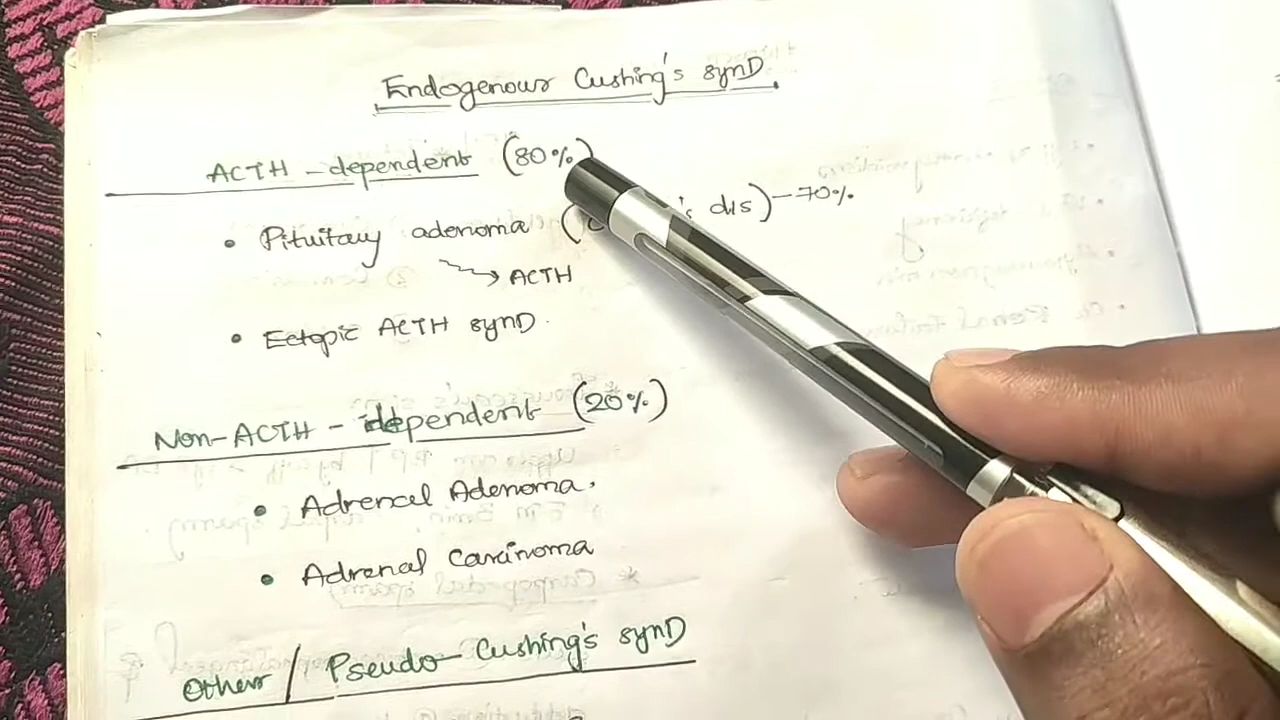 Endogenous Cushing's synD
ACTH - dependent (80%)
• Pituitary adenoma ('s dis) - 70%
→ ACTH
• Ectopic ACTH synD.
Non-ACTH - dependent (20%)
• Adrenal Adenoma.
• Adrenal Carcinoma
Others / Pseudo-Cushing's synD